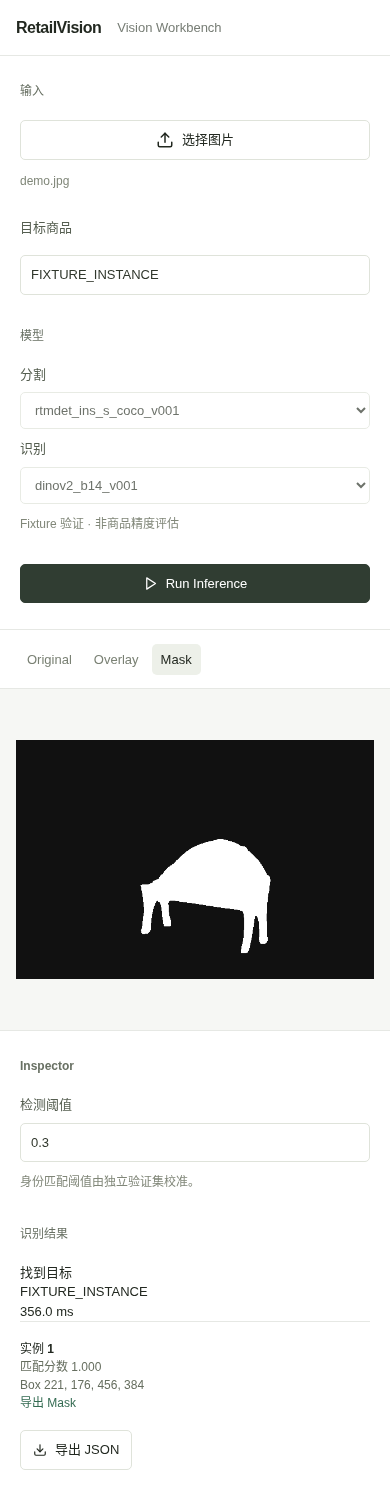 RetailVision Vision Workbench
输入
选择图片
demo.jpg
目标商品
FIXTURE_INSTANCE
模型
分割
rtmdet_ins_s_coco_v001
识别
dinov2_b14_v001
Fixture 验证 · 非商品精度评估
Run Inference
Original Overlay Mask
Inspector
检测阈值
0.3
身份匹配阈值由独立验证集校准。
识别结果
找到目标
FIXTURE_INSTANCE
356.0 ms
实例 1
匹配分数 1.000
Box 221, 176, 456, 384
导出 Mask
导出 JSON